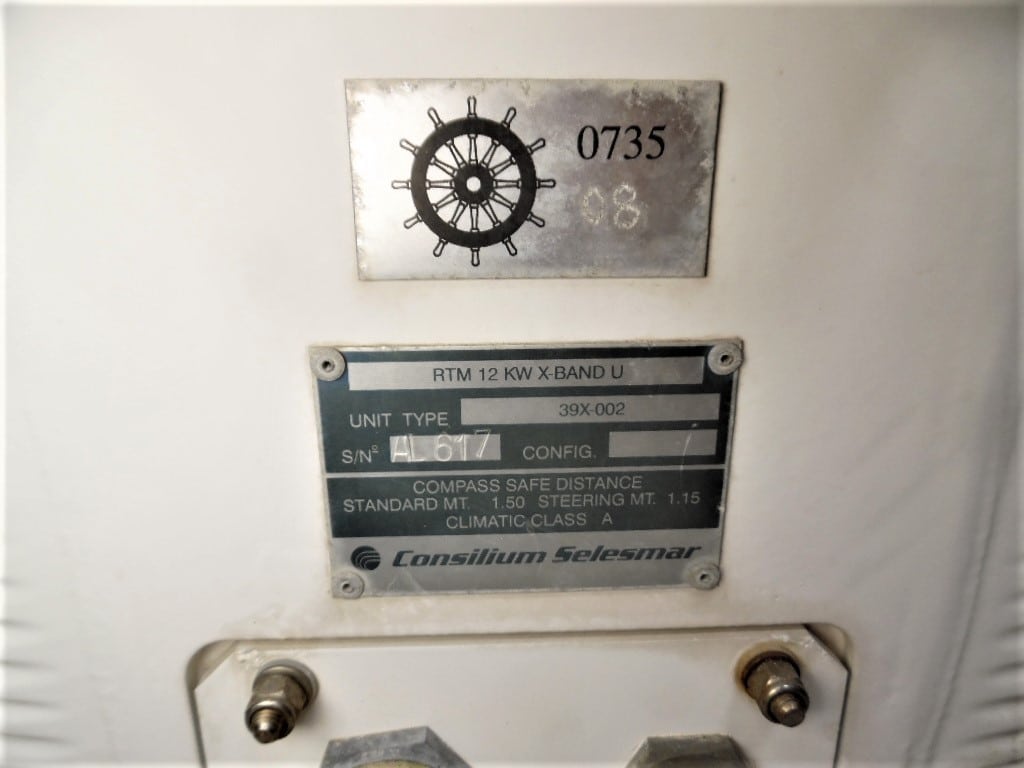 0735
08
RTM 12 KW X-BAND U
UNIT TYPE 39X-002
S/Nº AL 617 CONFIG. /
COMPASS SAFE DISTANCE
STANDARD MT. 1.50 STEERING MT. 1.15
CLIMATIC CLASS A
Consilium Selesmar